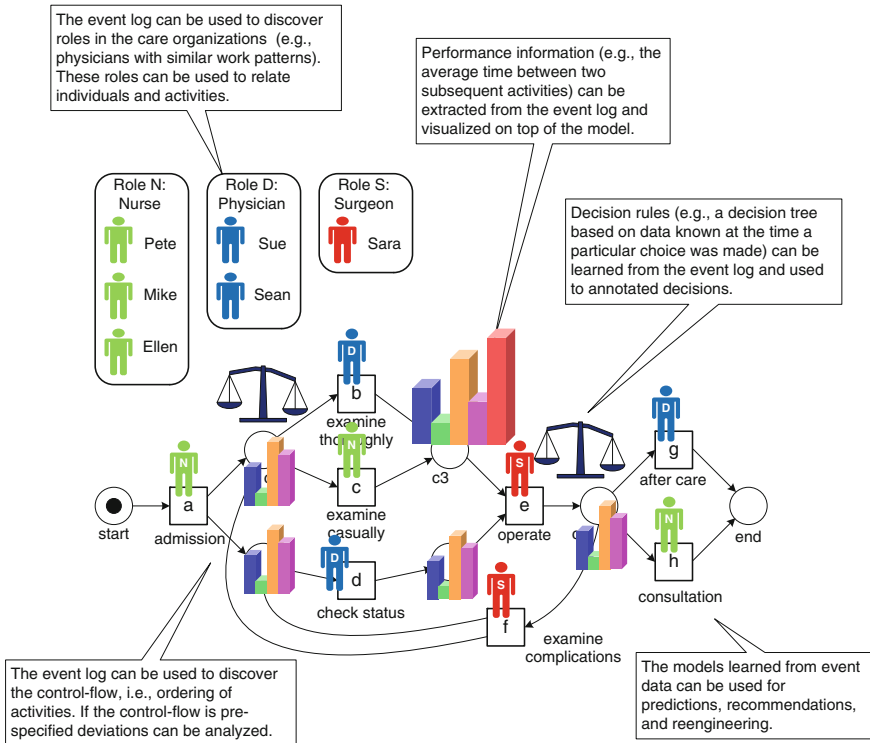 The event log can be used to discover
roles in the care organizations (e.g.,
physicians with similar work patterns).
These roles can be used to relate
individuals and activities.
Performance information (e.g., the
average time between two
subsequent activities) can be
extracted from the event log and
visualized on top of the model.
Role N:
Nurse
Pete
Mike
Ellen
Role D:
Physician
Sue
Sean
Role S:
Surgeon
Sara
Decision rules (e.g., a decision tree
based on data known at the time a
particular choice was made) can be
learned from the event log and used
to annotated decisions.
D
b
examine
thoroughly
N
c
examine
casually
c3
N
a
admission
start
D
d
check status
S
e
operate
D
g
after care
N
h
consultation
end
S
f
examine
complications
The event log can be used to discover
the control-flow, i.e., ordering of
activities. If the control-flow is pre-
specified deviations can be analyzed.
The models learned from event
data can be used for
predictions, recommendations,
and reengineering.